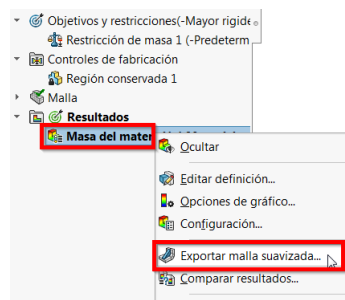 Objetivos y restricciones(-Mayor rigide
Restricción de masa 1 (-Predeterm
Controles de fabricación
Región conservada 1
Malla
Resultados
Masa del mater
Ocultar
Editar definición...
Opciones de gráfico...
Configuración...
Exportar malla suavizada...
Comparar resultados...